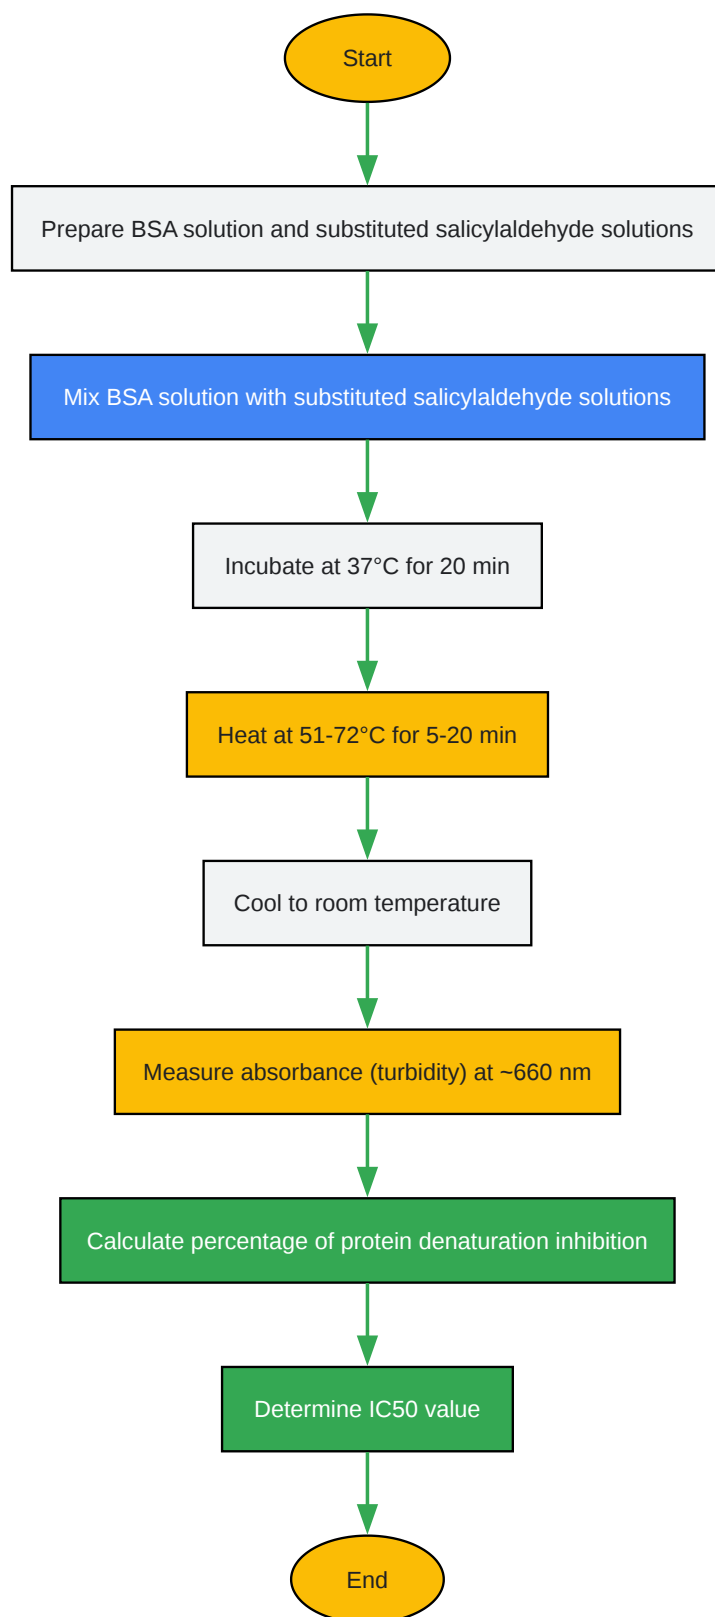 Start
Prepare BSA solution and substituted salicylaldehyde solutions
Mix BSA solution with substituted salicylaldehyde solutions
Incubate at 37°C for 20 min
Heat at 51-72°C for 5-20 min
Cool to room temperature
Measure absorbance (turbidity) at ~660 nm
Calculate percentage of protein denaturation inhibition
Determine IC50 value
End